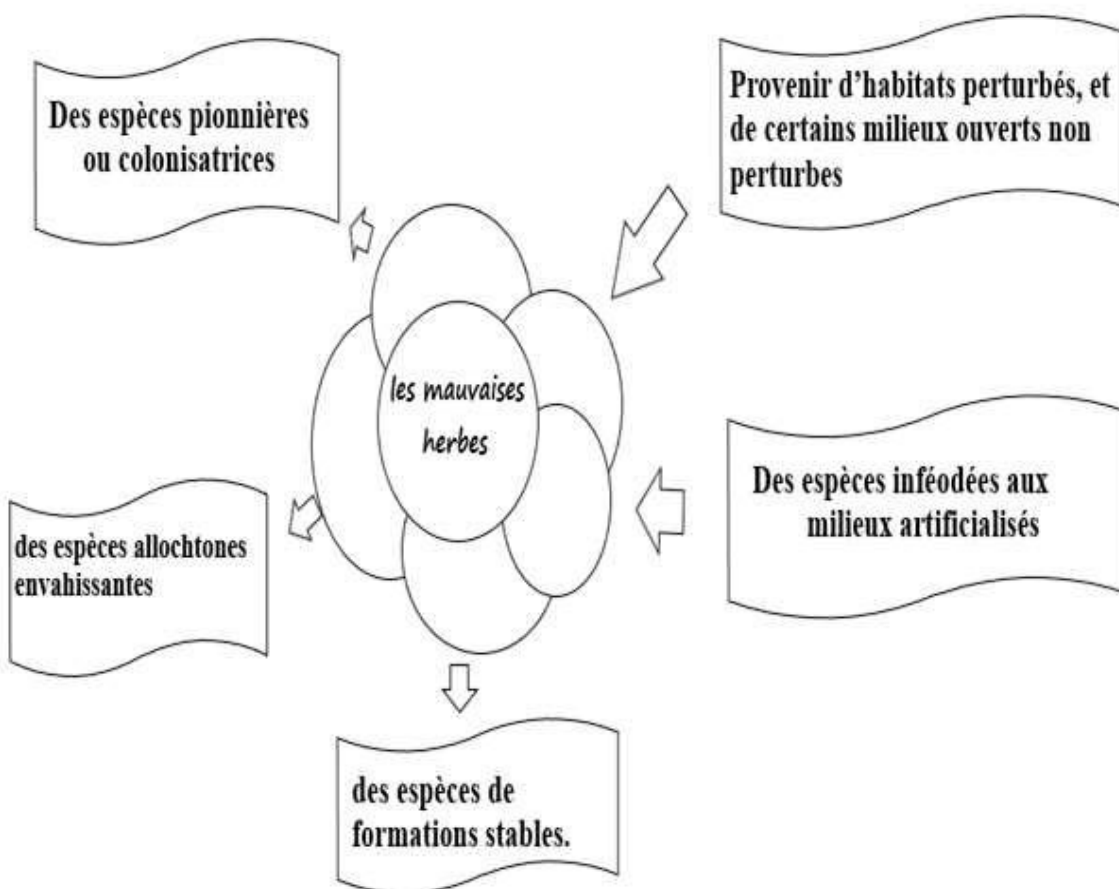 Des espèces pionnières
ou colonisatrices
Provenir d'habitats perturbés, et
de certains milieux ouverts non
perturbes
les mauvaises
herbes
Des espèces inféodées aux
milieux artificialisés
des espèces allochtones
envahissantes
des espèces de
formations stables.